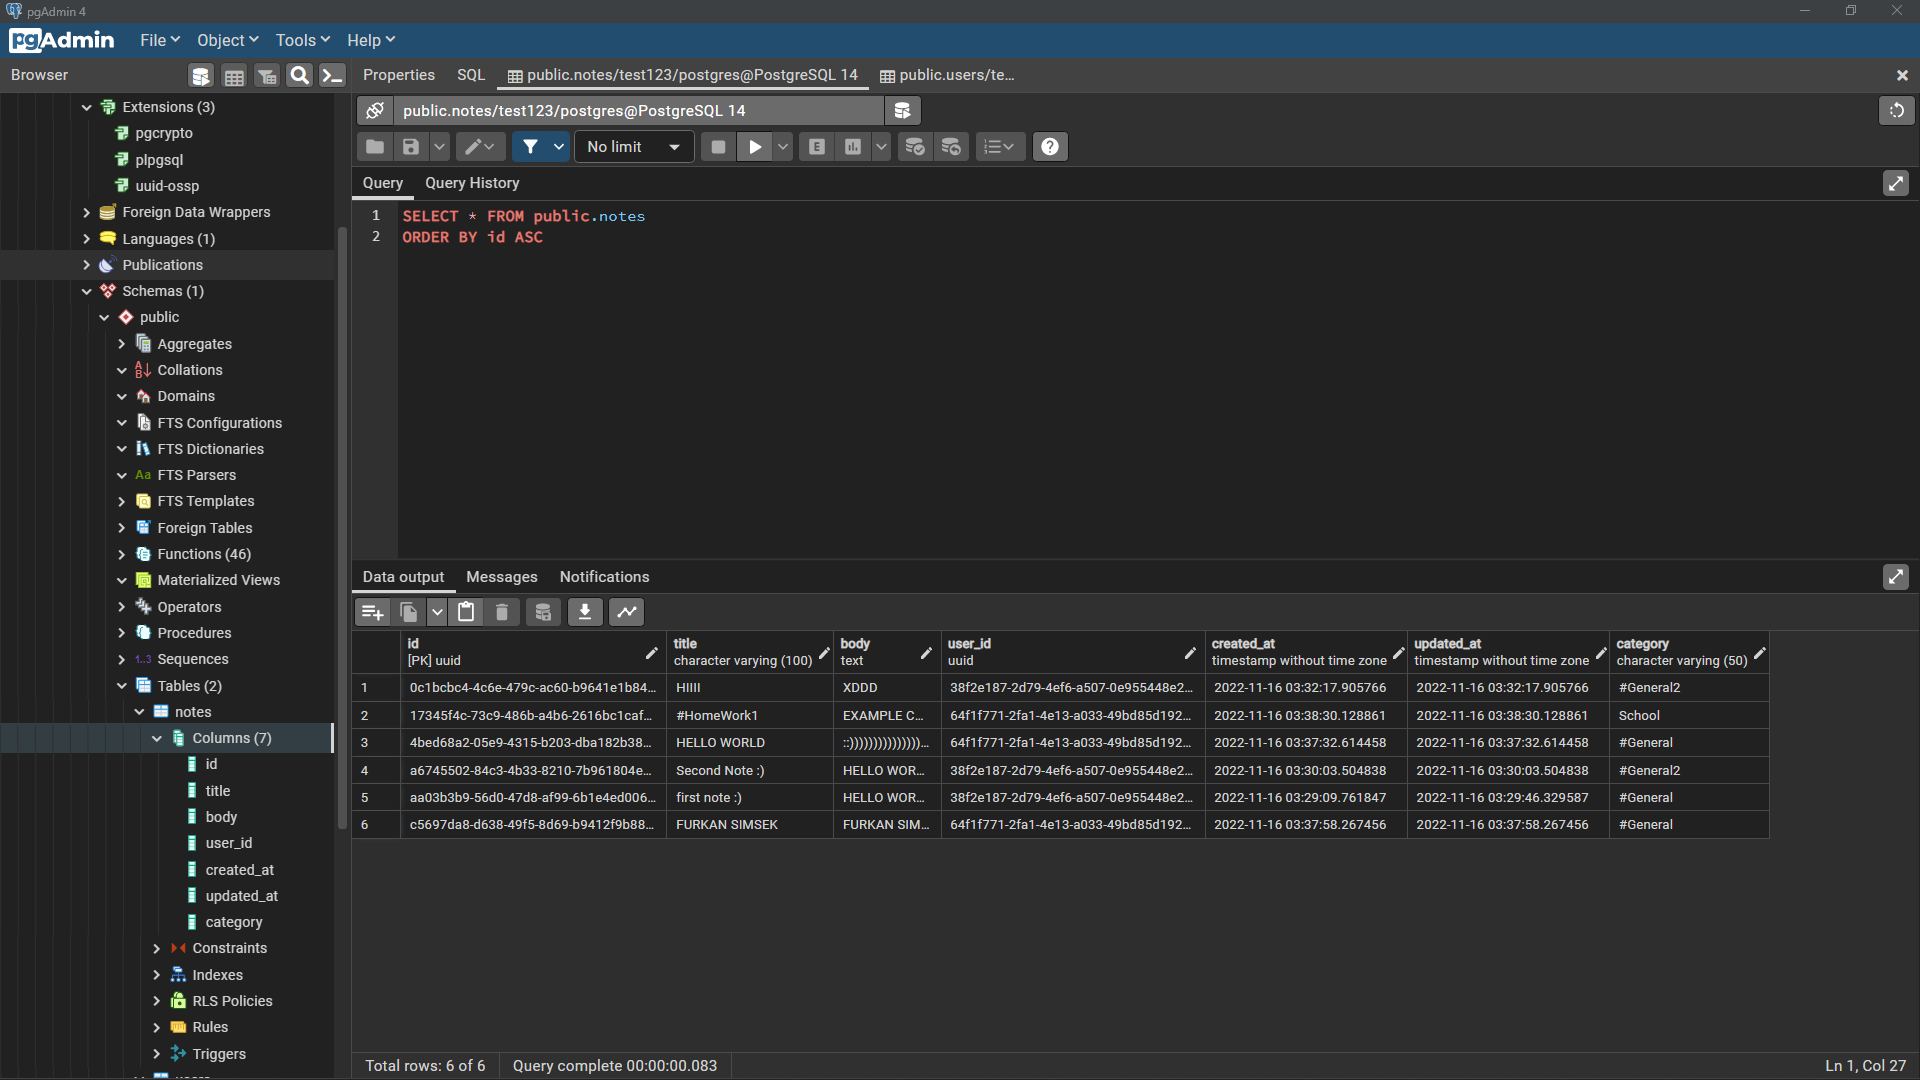 pgAdmin 4
pgAdmin File Object Tools Help
Browser
Properties SQL public.notes/test123/postgres@PostgreSQL 14 public.users/te...
public.notes/test123/postgres@PostgreSQL 14
No limit
Query Query History
1 SELECT * FROM public.notes
2 ORDER BY id ASC
Extensions (3)
pgcrypto
plpgsql
uuid-ossp
Foreign Data Wrappers
Languages (1)
Publications
Schemas (1)
public
Aggregates
Collations
Domains
FTS Configurations
FTS Dictionaries
Aa FTS Parsers
FTS Templates
Foreign Tables
Functions (46)
Materialized Views
Operators
Procedures
1..3 Sequences
Tables (2)
notes
Columns (7)
id
title
body
user_id
created_at
updated_at
category
Constraints
Indexes
RLS Policies
Rules
Triggers
Data output Messages Notifications
id title body user_id created_at updated_at category
[PK] uuid character varying (100) text uuid timestamp without time zone timestamp without time zone character varying (50)
1 0c1bcbc4-4c6e-479c-ac60-b9641e1b84... HIIII XDDD 38f2e187-2d79-4ef6-a507-0e955448e2... 2022-11-16 03:32:17.905766 2022-11-16 03:32:17.905766 #General2
2 17345f4c-73c9-486b-a4b6-2616bc1caf... #HomeWork1 EXAMPLE C... 64f1f771-2fa1-4e13-a033-49bd85d192... 2022-11-16 03:38:30.128861 2022-11-16 03:38:30.128861 School
3 4bed68a2-05e9-4315-b203-dba182b38... HELLO WORLD ::))))))))))))))))... 64f1f771-2fa1-4e13-a033-49bd85d192... 2022-11-16 03:37:32.614458 2022-11-16 03:37:32.614458 #General
4 a6745502-84c3-4b33-8210-7b961804e... Second Note :) HELLO WOR... 38f2e187-2d79-4ef6-a507-0e955448e2... 2022-11-16 03:30:03.504838 2022-11-16 03:30:03.504838 #General2
5 aa03b3b9-56d0-47d8-af99-6b1e4ed006... first note :) HELLO WOR... 38f2e187-2d79-4ef6-a507-0e955448e2... 2022-11-16 03:29:09.761847 2022-11-16 03:29:46.329587 #General
6 c5697da8-d638-49f5-8d69-b9412f9b88... FURKAN SIMSEK FURKAN SIM... 64f1f771-2fa1-4e13-a033-49bd85d192... 2022-11-16 03:37:58.267456 2022-11-16 03:37:58.267456 #General
Total rows: 6 of 6 Query complete 00:00:00.083 Ln 1, Col 27